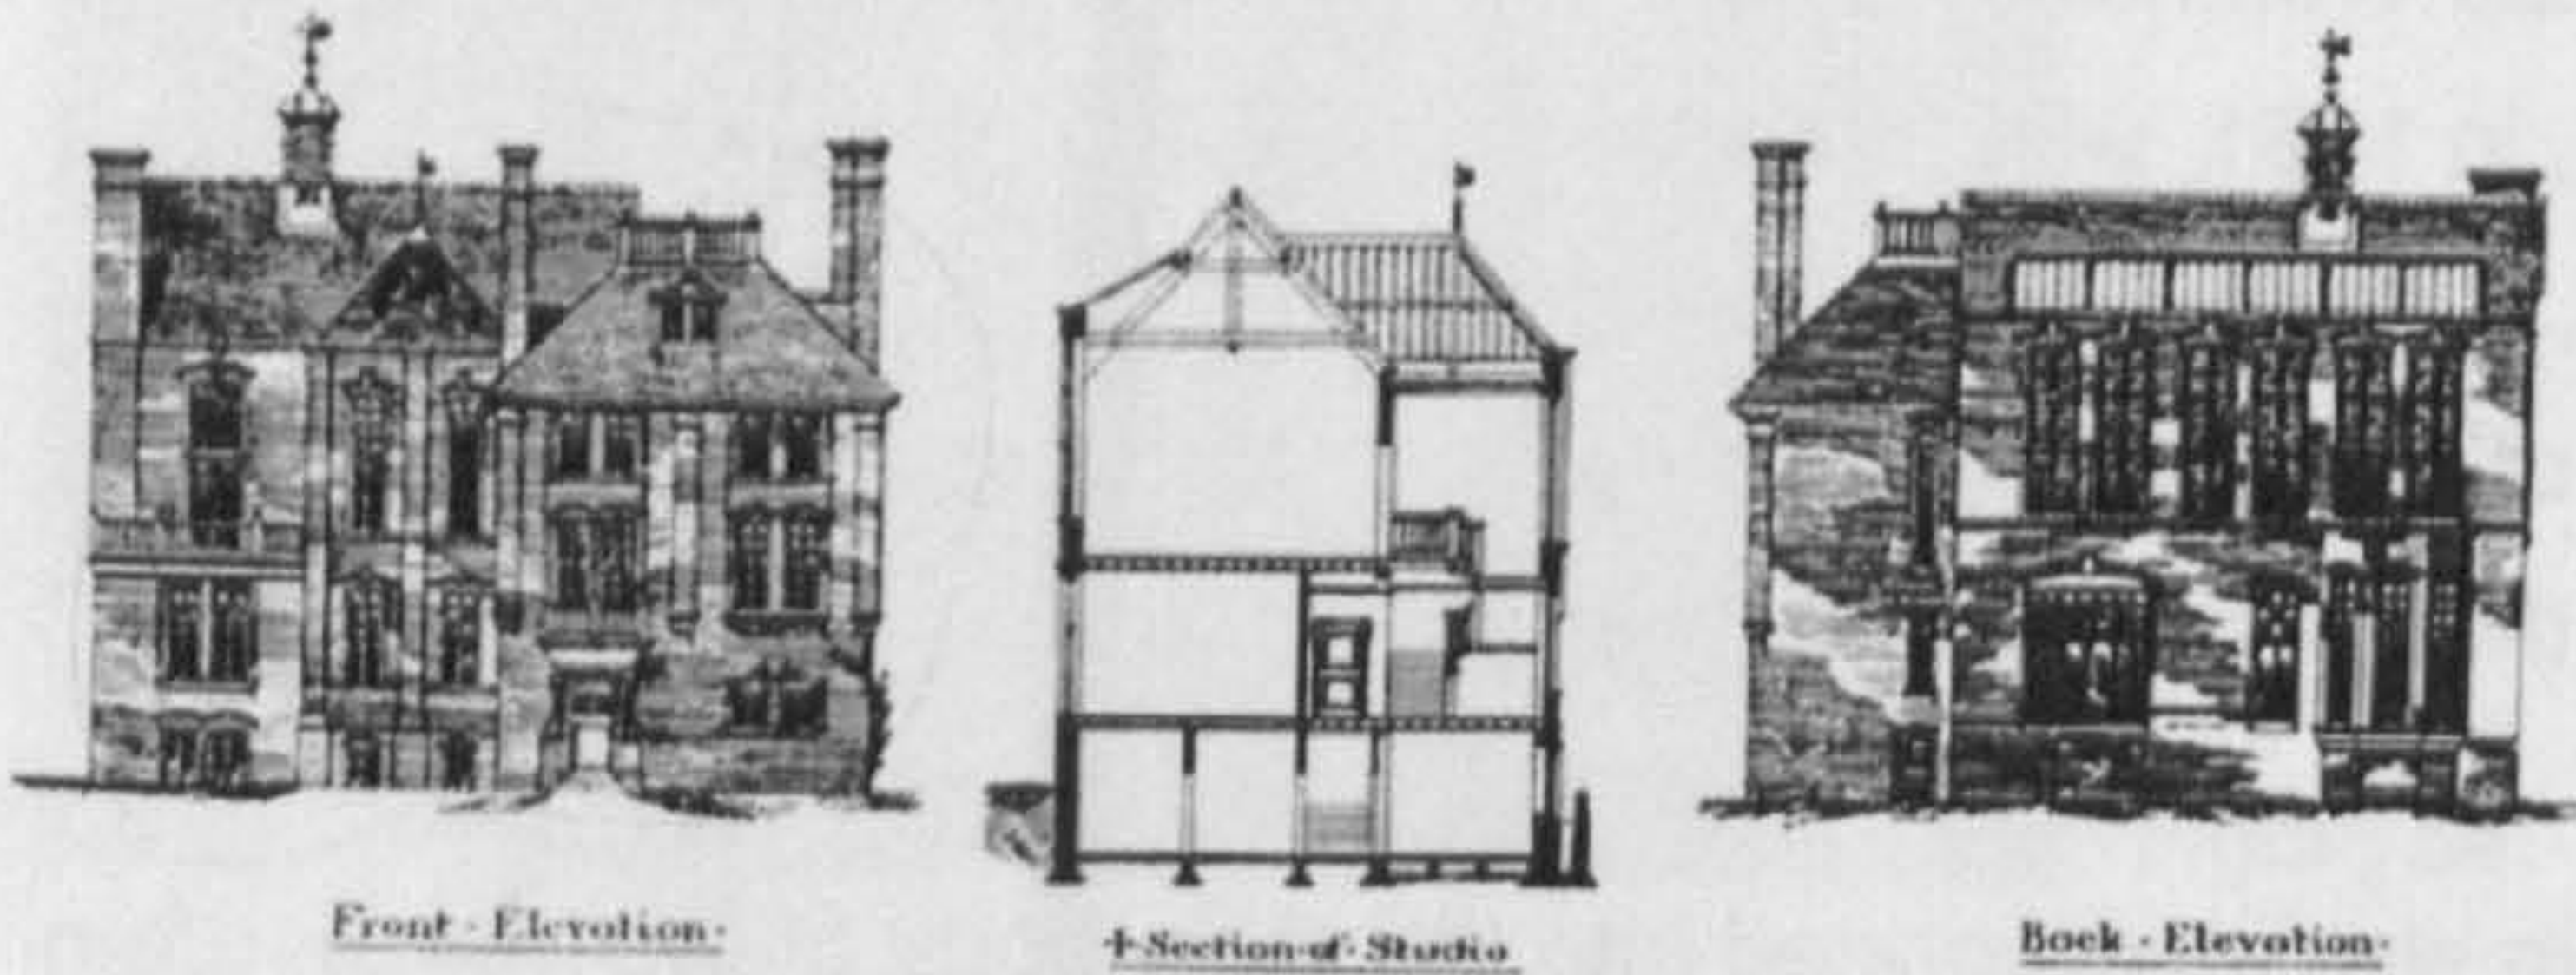 Front · Elevation ·
+ Section · of · Studio
Back · Elevation ·